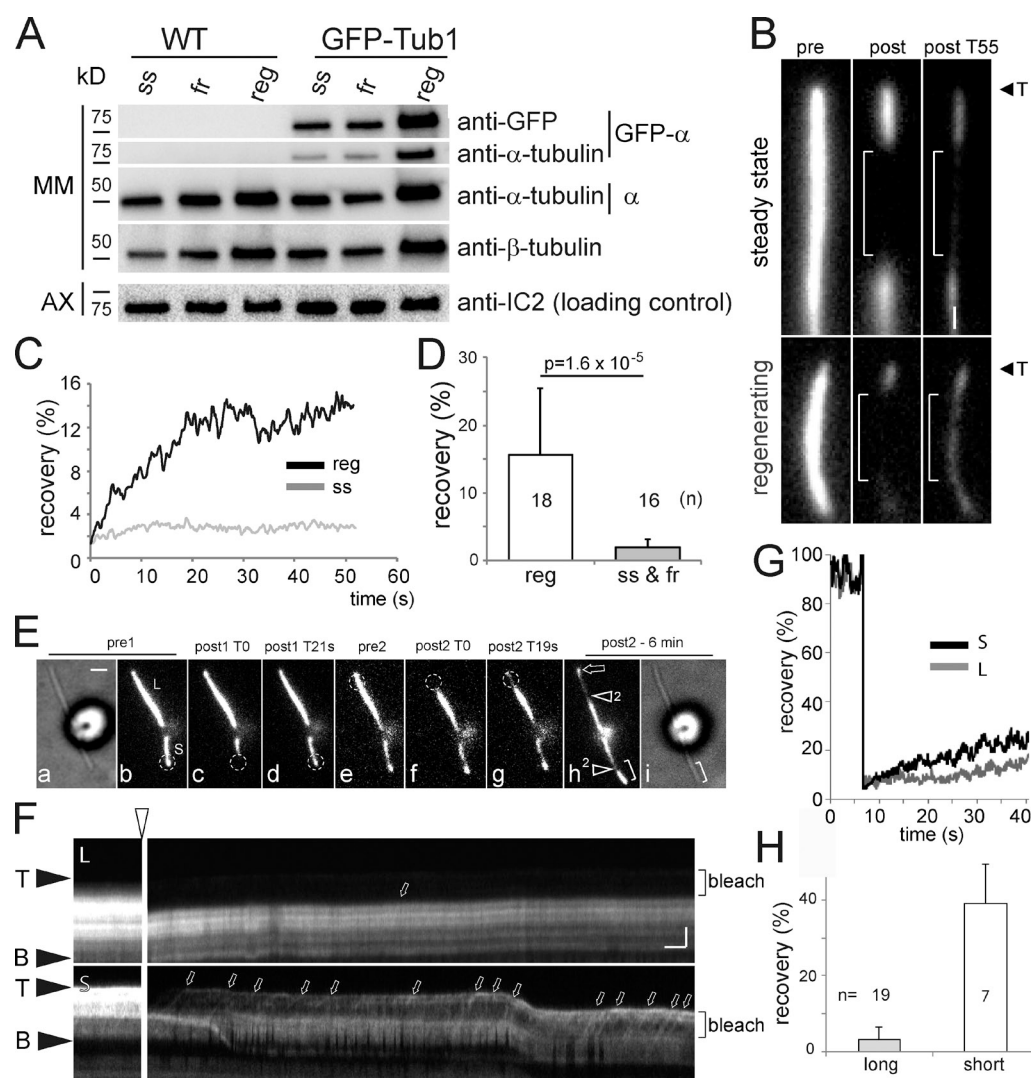 A
WT GFP-Tub1
kD ss fr reg ss fr reg
75 anti-GFP
GFP-α
75 anti-α-tubulin
MM
50 anti-α-tubulin α
50 anti-β-tubulin
AX 75 anti-IC2 (loading control)
B
pre post post T55
T
steady state
T
regenerating
C
recovery (%)
16
12
8
4
0
reg
ss
0 10 20 30 40 50 60
time (s)
D
recovery (%)
30
20
15
10
5
0
p=1.6 x 10-5
18 16 (n)
reg ss & fr
E
pre1 post1 T0 post1 T21s pre2 post2 T0 post2 T19s post2 - 6 min
L
S
2
2
a b c d e f g h i
F
L
T
bleach
B
S
T
bleach
B
G
recovery (%)
100
80
60
40
20
0
S
L
0 10 20 30 40
time (s)
H
recovery (%)
40
20
0
n= 19 7
long short